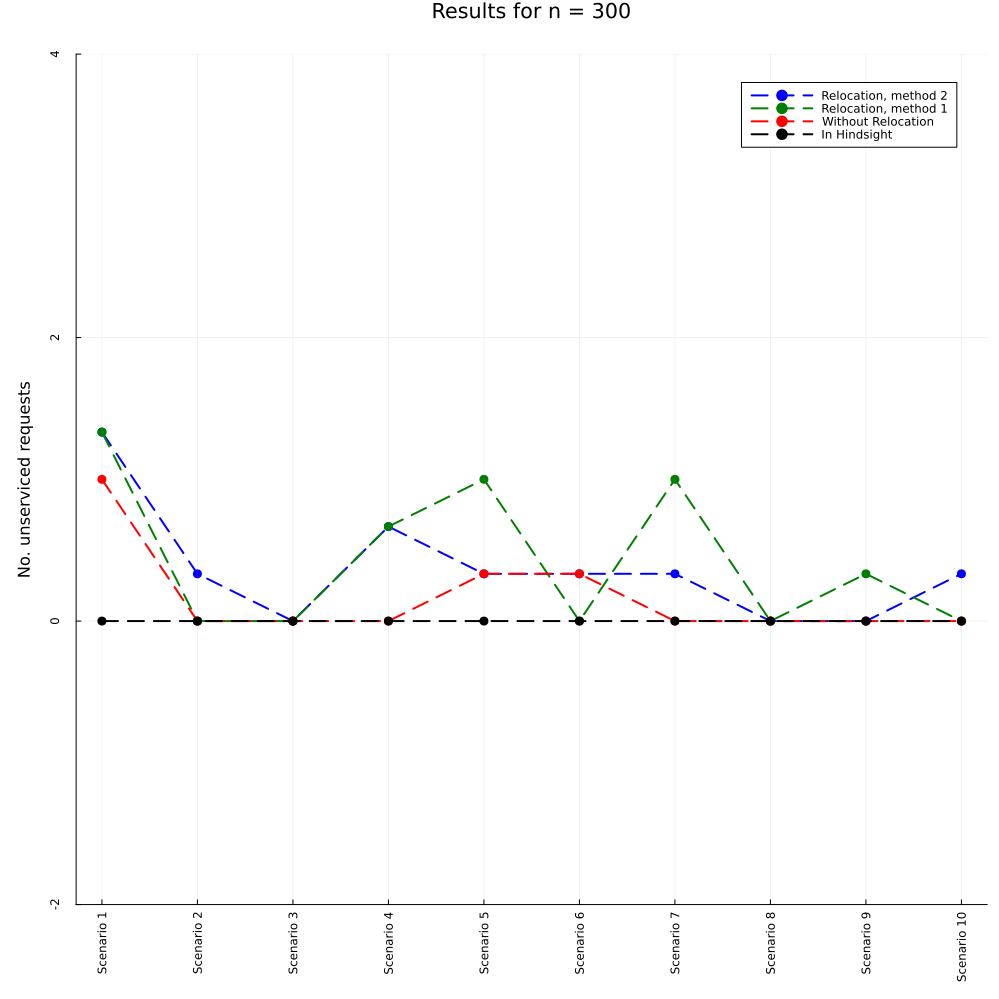 Results for n = 300
4
2
0
-2
No. unserviced requests
Relocation, method 2
Relocation, method 1
Without Relocation
In Hindsight
Scenario 1
Scenario 2
Scenario 3
Scenario 4
Scenario 5
Scenario 6
Scenario 7
Scenario 8
Scenario 9
Scenario 10